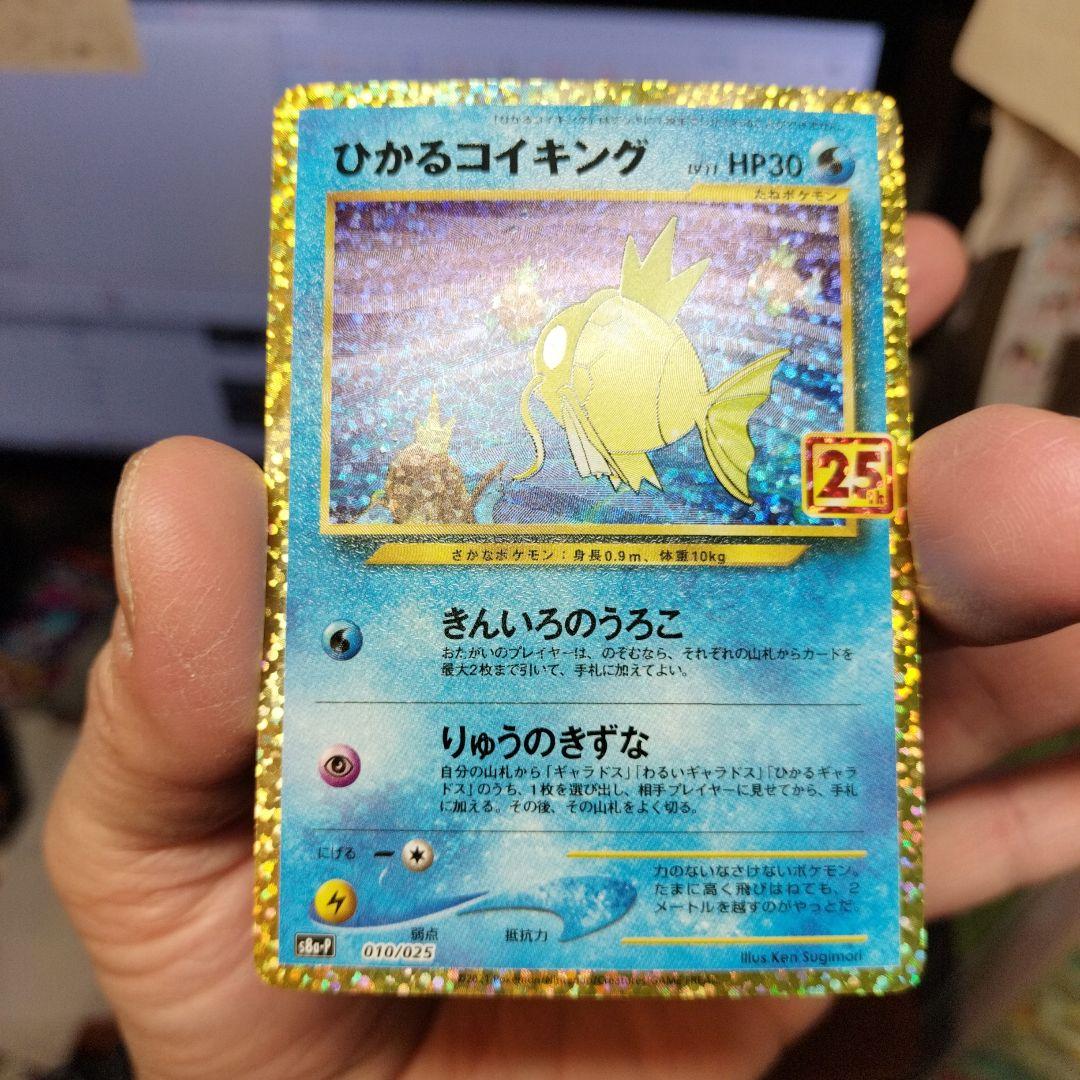 ひかるコイキング LV.11 HP30
たねポケモン
25th
さかなポケモン：身長0.9m、体重10kg
きんいろのうろこ
おたがいのプレイヤーは、のぞむなら、それぞれの山札からカードを
最大2枚まで引いて、手札に加えてよい。
りゅうのきずな
自分の山札から「ギャラドス」「わるいギャラドス」「ひかるギャラ
ドス」のうち、1枚を選び出し、相手プレイヤーに見せてから、手札
に加える。その後、その山札をよく切る。
にげる
力のないなさけないポケモン。
たまに高く飛びはねても、2
メートルを越すのがやっとだ。
弱点 抵抗力
s8a-P 010/025
Illus.Ken Sugimori